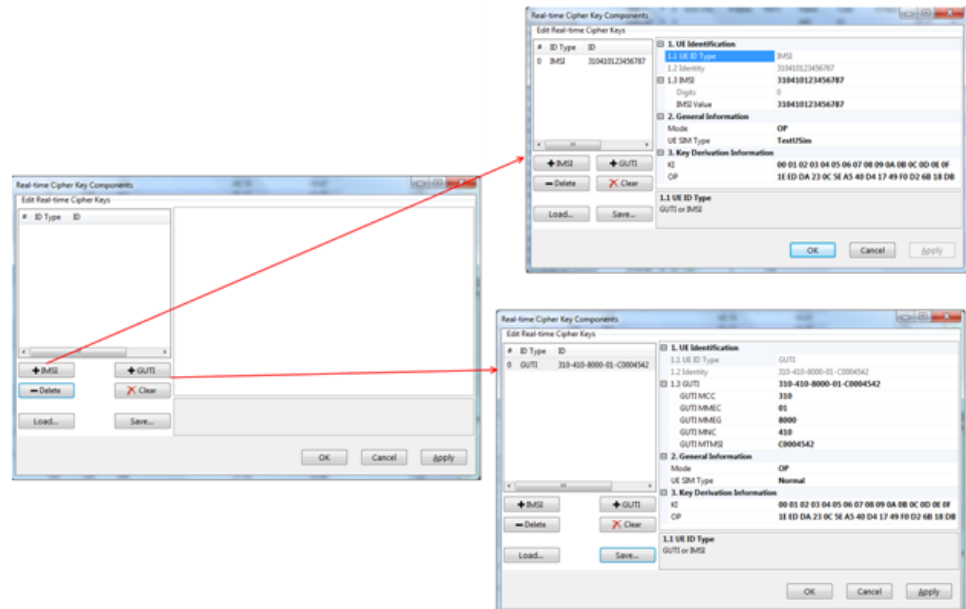 Real-time Cipher Key Components
Edit Real-time Cipher Keys
# ID Type ID
0 IMSI 310410123456787
1. UE Identification
1.1 UE ID Type IMSI
1.2 Identity 310410123456787
1.3 IMSI 310410123456787
Digits 0
IMSI Value 310410123456787
2. General Information
Mode OP
UE SIM Type TestUSim
3. Key Derivation Information
KI 00 01 02 03 04 05 06 07 08 09 0A 0B 0C 0D 0E 0F
OP 1E ED DA 23 0C 5E A5 40 D4 17 49 F0 D2 6B 18 DB
+IMSI +GUTI
Delete Clear
Load... Save...
1.1 UE ID Type
GUTI or IMSI
OK Cancel Apply
Real-time Cipher Key Components
Edit Real-time Cipher Keys
# ID Type ID
+IMSI +GUTI
Delete Clear
Load... Save...
OK Cancel Apply
Real-time Cipher Key Components
Edit Real-time Cipher Keys
# ID Type ID
0 GUTI 310-410-8000-01-C0004542
1. UE Identification
1.1 UE ID Type GUTI
1.2 Identity 310-410-8000-01-C0004542
1.3 GUTI 310-410-8000-01-C0004542
GUTI MCC 310
GUTI MMEC 01
GUTI MMEG 8000
GUTI MNC 410
GUTI MTMSI C0004542
2. General Information
Mode OP
UE SIM Type Normal
3. Key Derivation Information
KI 00 01 02 03 04 05 06 07 08 09 0A 0B 0C 0D 0E 0F
OP 1E ED DA 23 0C 5E A5 40 D4 17 49 F0 D2 6B 18 DB
+IMSI +GUTI
Delete Clear
Load... Save...
1.1 UE ID Type
GUTI or IMSI
OK Cancel Apply